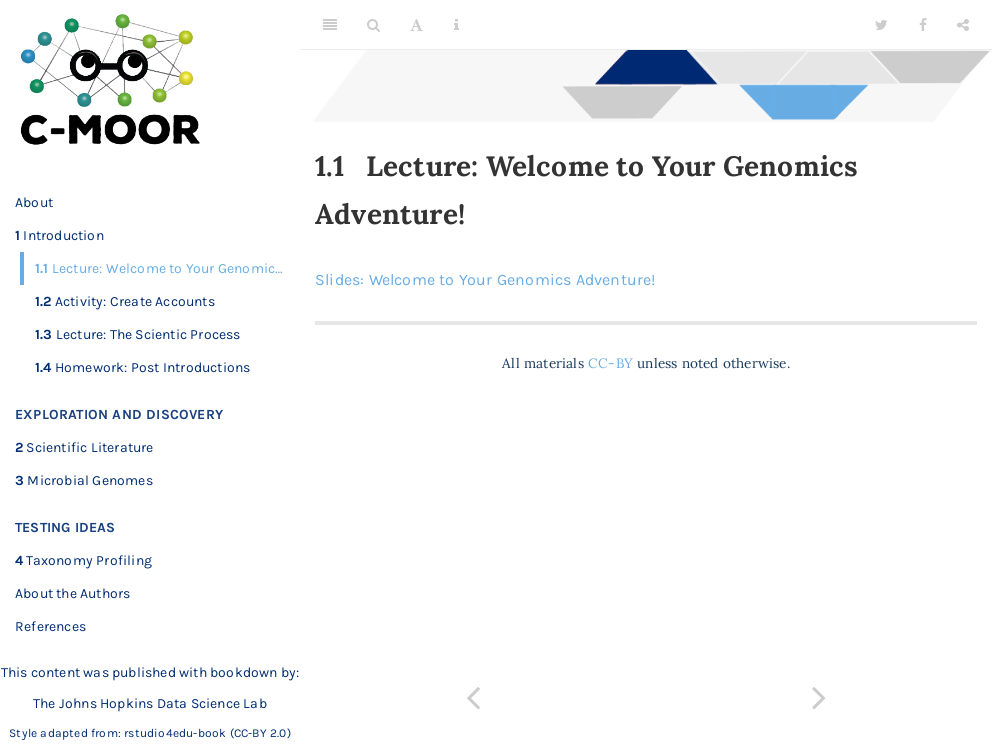 C-MOOR
About
1 Introduction
1.1 Lecture: Welcome to Your Genomic...
1.2 Activity: Create Accounts
1.3 Lecture: The Scientic Process
1.4 Homework: Post Introductions
EXPLORATION AND DISCOVERY
2 Scientific Literature
3 Microbial Genomes
TESTING IDEAS
4 Taxonomy Profiling
About the Authors
References
This content was published with bookdown by:
The Johns Hopkins Data Science Lab
Style adapted from: rstudio4edu-book (CC-BY 2.0)
A
1.1 Lecture: Welcome to Your Genomics
Adventure!
Slides: Welcome to Your Genomics Adventure!
All materials CC-BY unless noted otherwise.